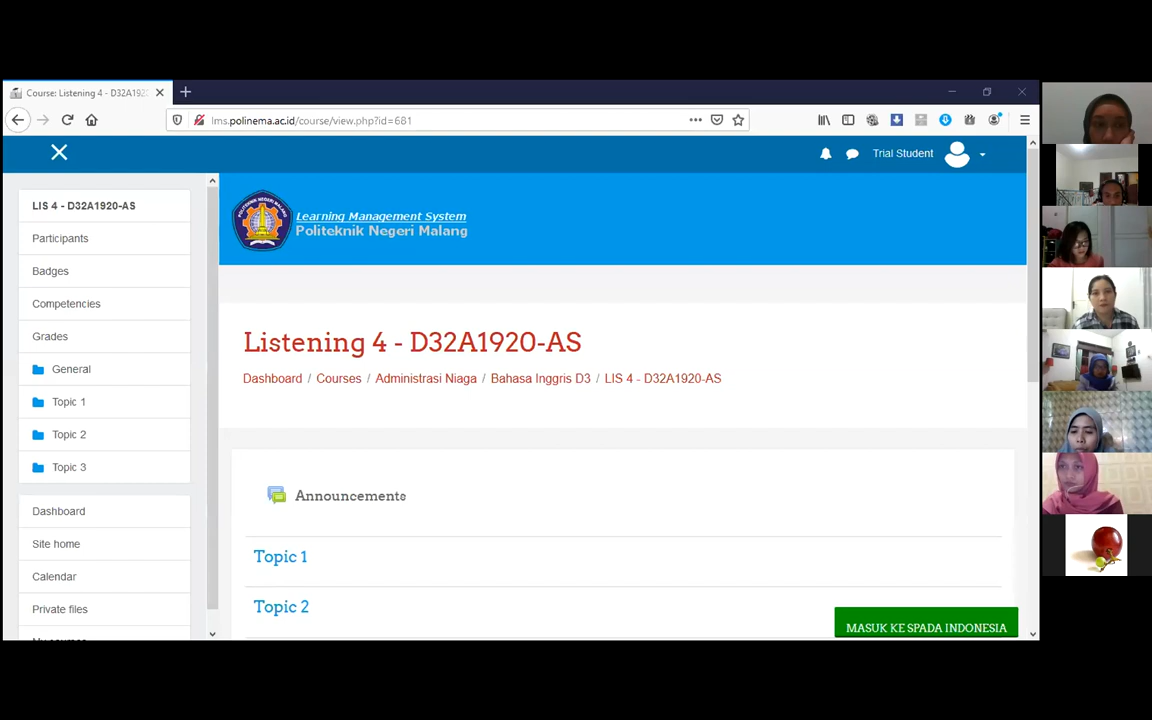 Course: Listening 4 - D32A192
lms.polinema.ac.id/course/view.php?id=681
Trial Student
LIS 4 - D32A1920-AS
Participants
Badges
Competencies
Grades
General
Topic 1
Topic 2
Topic 3
Dashboard
Site home
Calendar
Private files
Learning Management System
Politeknik Negeri Malang
Listening 4 - D32A1920-AS
Dashboard / Courses / Administrasi Niaga / Bahasa Inggris D3 / LIS 4 - D32A1920-AS
Announcements
Topic 1
Topic 2
MASUK KE SPADA INDONESIA